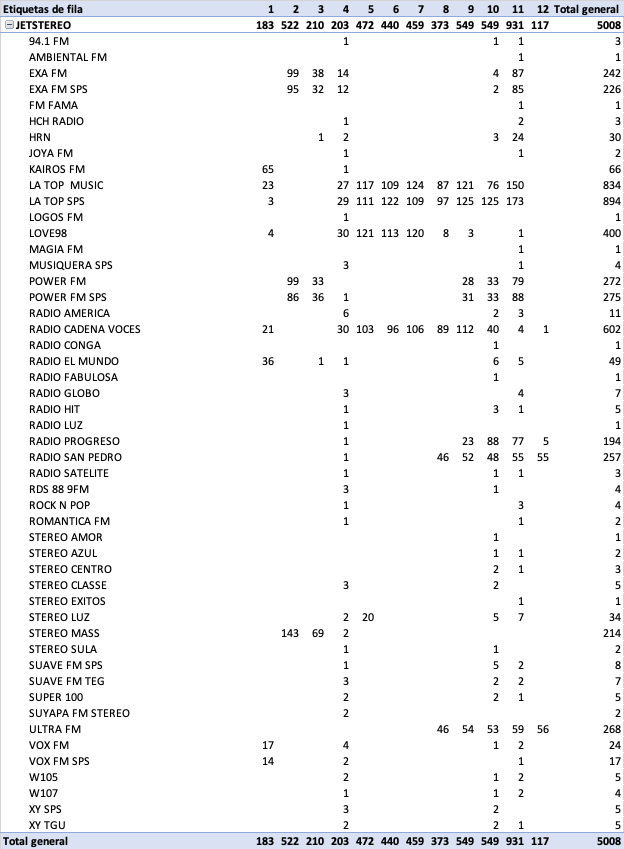 Etiquetas de fila 1 2 3 4 5 6 7 8 9 10 11 12 Total general
JETSTEREO 183 522 210 203 472 440 459 373 549 549 931 117 5008
94.1 FM 1 1 1 3
AMBIENTAL FM 1 1
EXA FM 99 38 14 4 87 242
EXA FM SPS 95 32 12 2 85 226
FM FAMA 1 1
HCH RADIO 1 2 3
HRN 1 2 3 24 30
JOYA FM 1 1 2
KAIROS FM 65 1 66
LA TOP MUSIC 23 27 117 109 124 87 121 76 150 834
LA TOP SPS 3 29 111 122 109 97 125 125 173 894
LOGOS FM 1 1
LOVE98 4 30 121 113 120 8 3 1 400
MAGIA FM 1 1
MUSIQUERA SPS 3 1 4
POWER FM 99 33 28 33 79 272
POWER FM SPS 86 36 1 31 33 88 275
RADIO AMERICA 6 2 3 11
RADIO CADENA VOCES 21 30 103 96 106 89 112 40 4 1 602
RADIO CONGA 1 1
RADIO EL MUNDO 36 1 1 6 5 49
RADIO FABULOSA 1 1
RADIO GLOBO 3 4 7
RADIO HIT 1 3 1 5
RADIO LUZ 1 1
RADIO PROGRESO 1 23 88 77 5 194
RADIO SAN PEDRO 1 46 52 48 55 55 257
RADIO SATELITE 1 1 1 3
RDS 88 9FM 3 1 4
ROCK N POP 1 3 4
ROMANTICA FM 1 1 2
STEREO AMOR 1 1
STEREO AZUL 1 1 2
STEREO CENTRO 2 1 3
STEREO CLASSE 3 2 5
STEREO EXITOS 1 1
STEREO LUZ 2 20 5 7 34
STEREO MASS 143 69 2 214
STEREO SULA 1 1 2
SUAVE FM SPS 1 5 2 8
SUAVE FM TEG 3 2 2 7
SUPER 100 2 2 1 5
SUYAPA FM STEREO 2 2
ULTRA FM 46 54 53 59 56 268
VOX FM 17 4 1 2 24
VOX FM SPS 14 2 1 17
W105 2 1 2 5
W107 1 1 2 4
XY SPS 3 2 5
XY TGU 2 2 1 5
Total general 183 522 210 203 472 440 459 373 549 549 931 117 5008